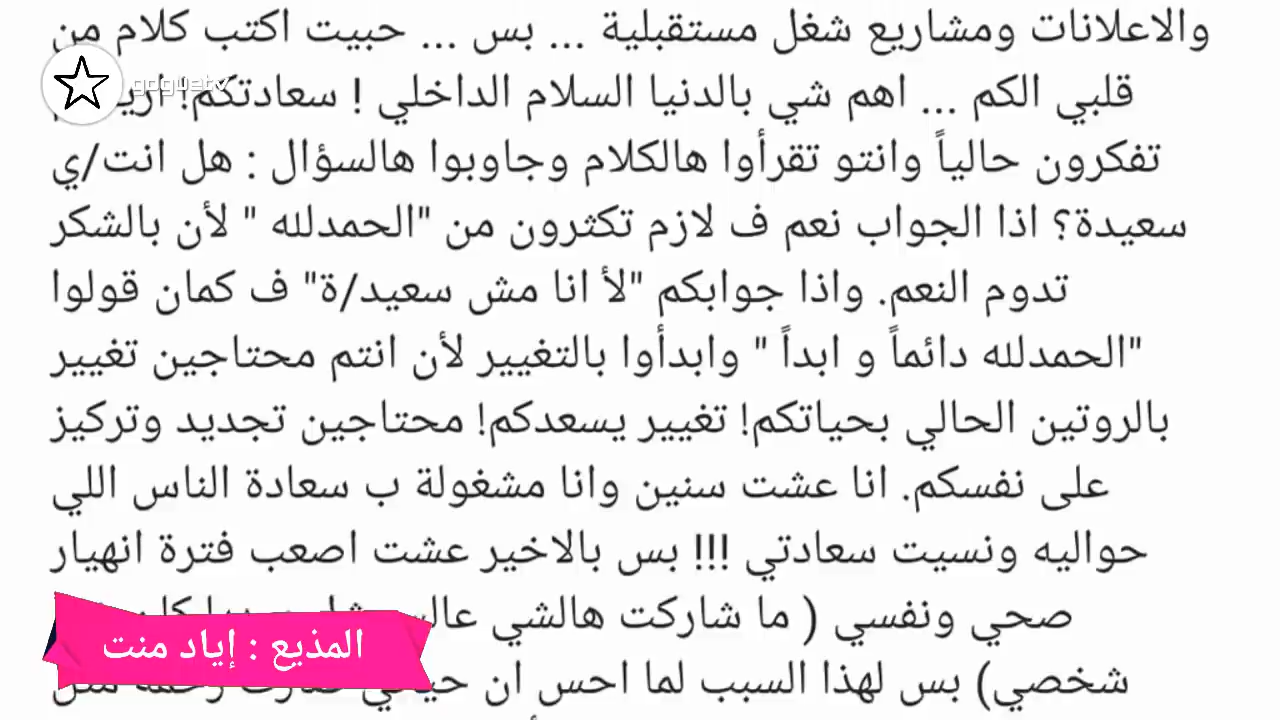 والاعلانات ومشاريع شغل مستقبلية ... بس ... حبيت اكتب كلام من
قلبي الكم ... اهم شي بالدنيا السلام الداخلي ! سعادتكم!
تفكرون حالياً وانتو تقرأوا هالكلام وجاوبوا هالسؤال : هل انت/ي
سعيدة؟ اذا الجواب نعم ف لازم تكثرون من "الحمدلله " لأن بالشكر
تدوم النعم. واذا جوابكم "لأ انا مش سعيد/ة" ف كمان قولوا
"الحمدلله دائماً و ابداً " وابدأوا بالتغيير لأن انتم محتاجين تغيير
بالروتين الحالي بحياتكم! تغيير يسعدكم! محتاجين تجديد وتركيز
على نفسكم. انا عشت سنين وانا مشغولة ب سعادة الناس اللي
حواليه ونسيت سعادتي !!! بس بالاخير عشت اصعب فترة انهيار
صحي ونفسي ( ما شاركت هالشي
شخصي) بس لهذا السبب لما احس ان
المذيع : إياد منت